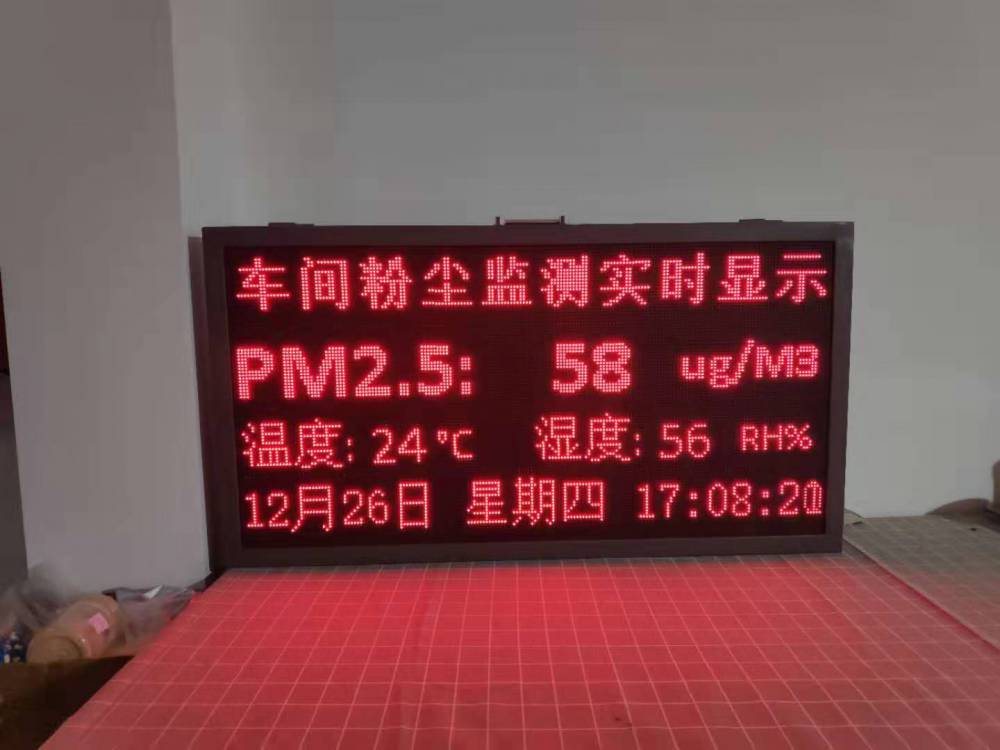 车间粉尘监测实时显示
PM2.5: 58 ug/M3
温度: 24℃ 湿度: 56 RH%
12月26日 星期四 17:08:20